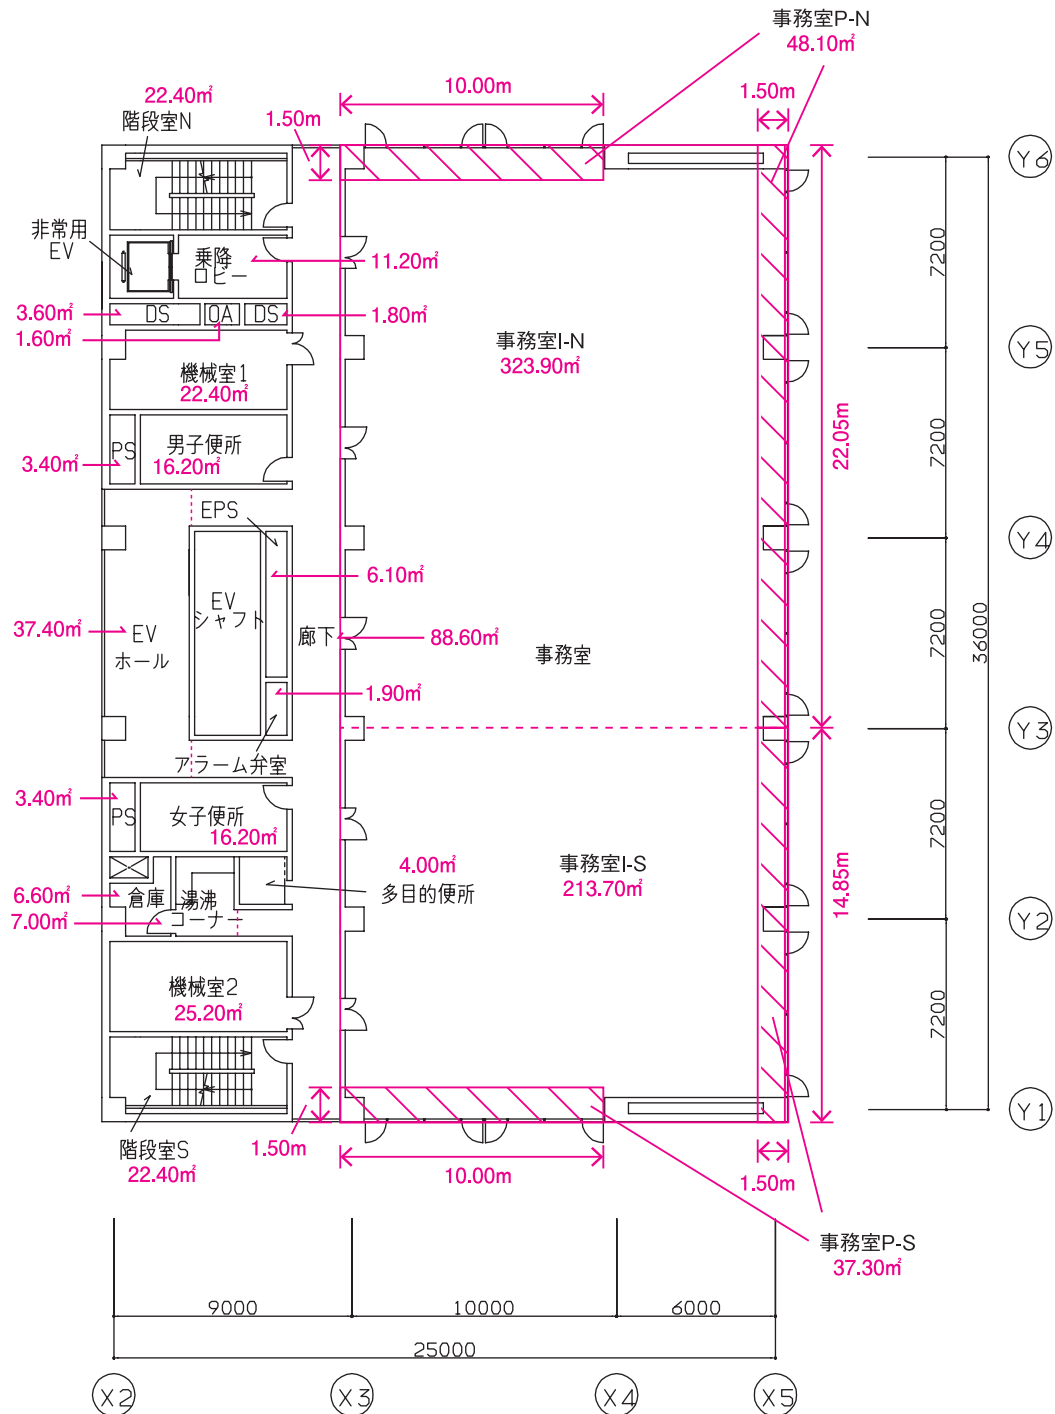 事務室P-N
48.10㎡
22.40㎡
階段室N
10.00m
1.50m
1.50m
Y6
非常用
EV
乗降
ロビー
11.20㎡
7200
3.60㎡
DS
OA
DS
1.80㎡
1.60㎡
事務室I-N
323.90㎡
Y5
機械室1
22.40㎡
男子便所
16.20㎡
PS
3.40㎡
22.05m
7200
EPS
Y4
6.10㎡
EV
シャフト
37.40㎡
EV
ホール
廊下
88.60㎡
事務室
7200
36000
1.90㎡
アラーム弁室
Y3
3.40㎡
PS
女子便所
16.20㎡
7200
4.00㎡
多目的便所
事務室I-S
213.70㎡
14.85m
6.60㎡
倉庫
湯沸
コーナー
7.00㎡
Y2
機械室2
25.20㎡
7200
1.50m
Y1
階段室S
22.40㎡
10.00m
1.50m
事務室P-S
37.30㎡
9000
10000
6000
25000
X2
X3
X4
X5